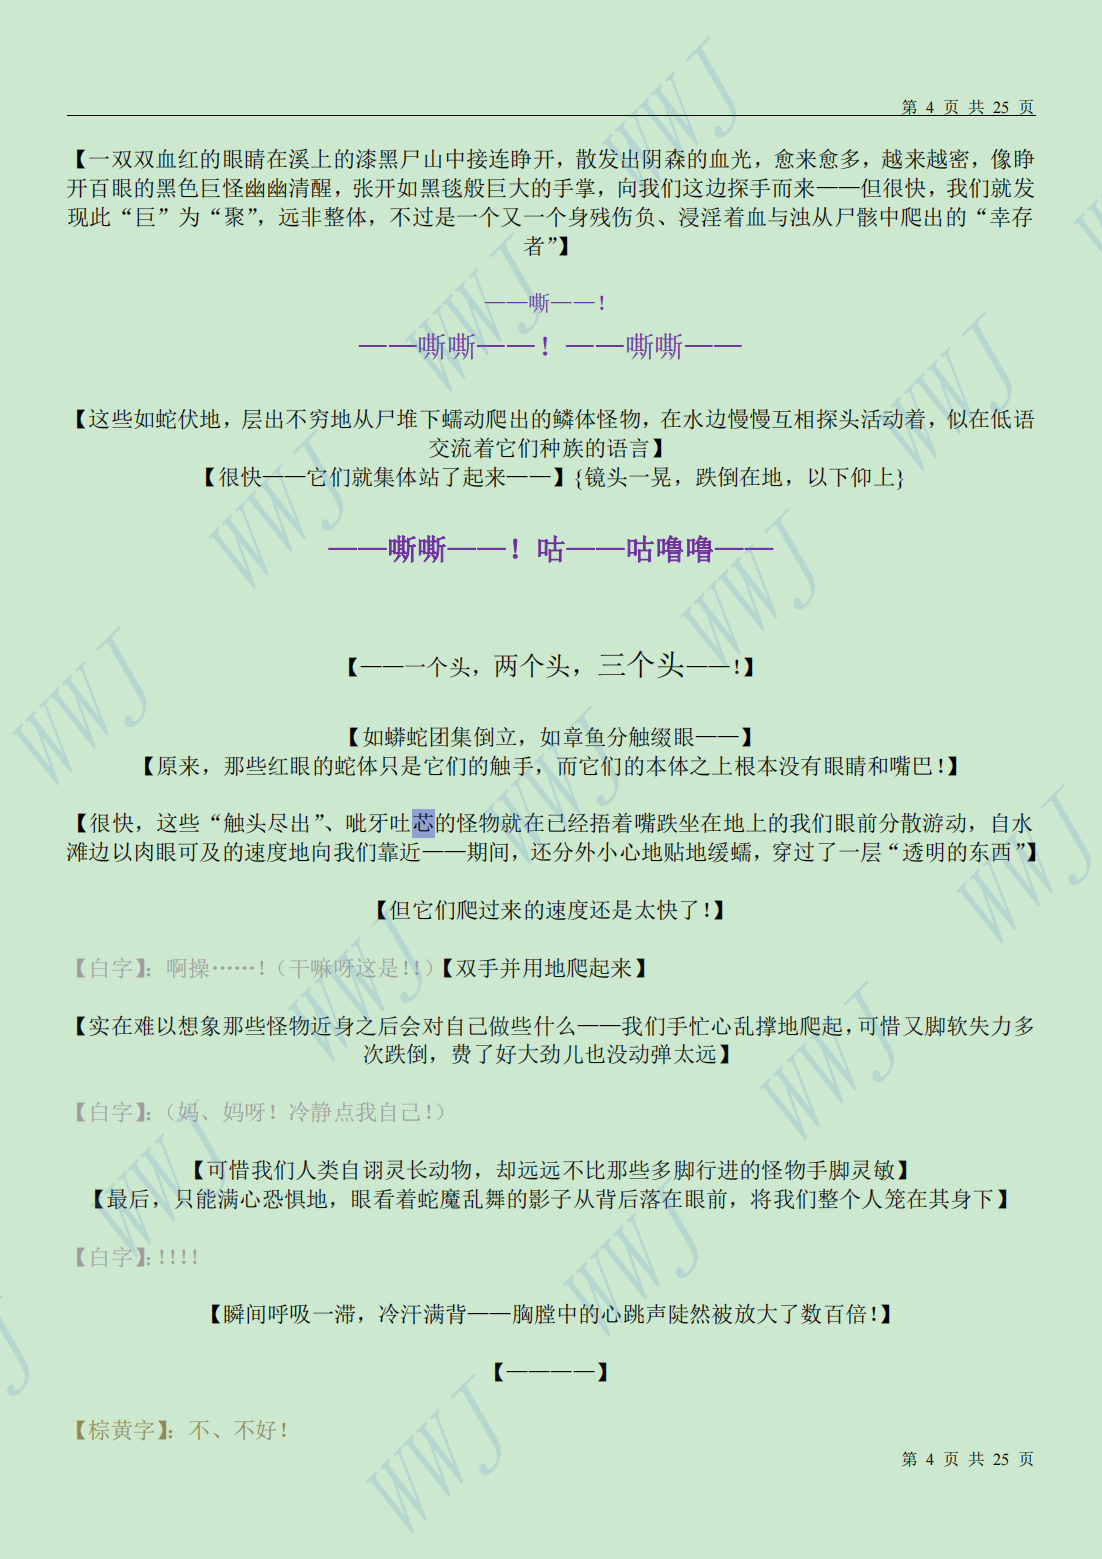 第 4 页 共 25 页
【一双双血红的眼睛在溪上的漆黑尸山中接连睁开，散发出阴森的血光，愈来愈多，越来越密，像睁
开百眼的黑色巨怪幽幽清醒，张开如黑毯般巨大的手掌，向我们这边探手而来——但很快，我们就发
现此“巨”为“聚”，远非整体，不过是一个又一个身残伤负、浸淫着血与浊从尸骸中爬出的“幸存
者”】
——嘶——！
——嘶嘶——！——嘶嘶——
【这些如蛇伏地，层出不穷地从尸堆下蠕动爬出的鳞体怪物，在水边慢慢互相探头活动着，似在低语
交流着它们种族的语言】
【很快——它们就集体站了起来——】{镜头一晃，跌倒在地，以下仰上}
——嘶嘶——！咕——咕噜噜——
【——一个头，两个头，三个头——！】
【如蟒蛇团集倒立，如章鱼分触缀眼——】
【原来，那些红眼的蛇体只是它们的触手，而它们的本体之上根本没有眼睛和嘴巴！】
【很快，这些“触头尽出”、呲牙吐芯的怪物就在已经捂着嘴跌坐在地上的我们眼前分散游动，自水
滩边以肉眼可及的速度地向我们靠近——期间，还分外小心地贴地缓蠕，穿过了一层“透明的东西”】
【但它们爬过来的速度还是太快了！】
【白字】：啊操……！（干嘛呀这是！！）【双手并用地爬起来】
【实在难以想象那些怪物近身之后会对自己做些什么——我们手忙心乱撑地爬起，可惜又脚软失力多
次跌倒，费了好大劲儿也没动弹太远】
【白字】：（妈、妈呀！冷静点我自己！）
【可惜我们人类自诩灵长动物，却远远不比那些多脚行进的怪物手脚灵敏】
【最后，只能满心恐惧地，眼看着蛇魔乱舞的影子从背后落在眼前，将我们整个人笼在其身下】
【白字】：！！！！
【瞬间呼吸一滞，冷汗满背——胸膛中的心跳声陡然被放大了数百倍！】
【————】
【棕黄字】：不、不好！
第 4 页 共 25 页
WWJ
WWJ
WWJ
WWJ
WWJ
WWJ
WWJ
WWJ
WWJ
WWJ
WWJ
WWJ
WWJ
WWJ